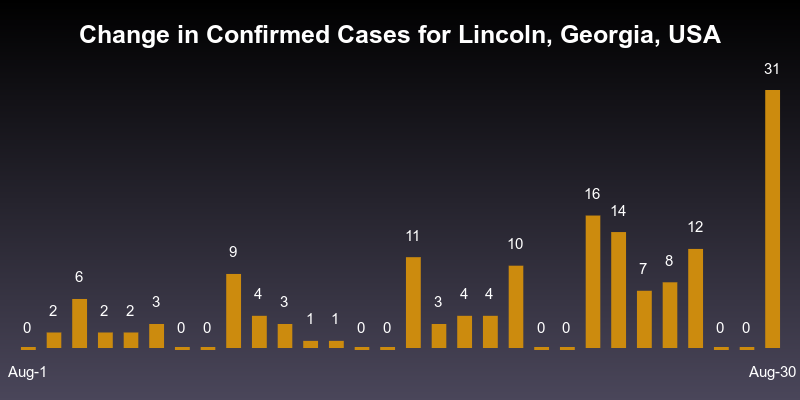 Change in Confirmed Cases for Lincoln, Georgia, USA
0 2 6 2 2 3 0 0 9 4 3 1 1 0 0 11 3 4 4 10 0 0 16 14 7 8 12 0 0 31
Aug-1 Aug-30